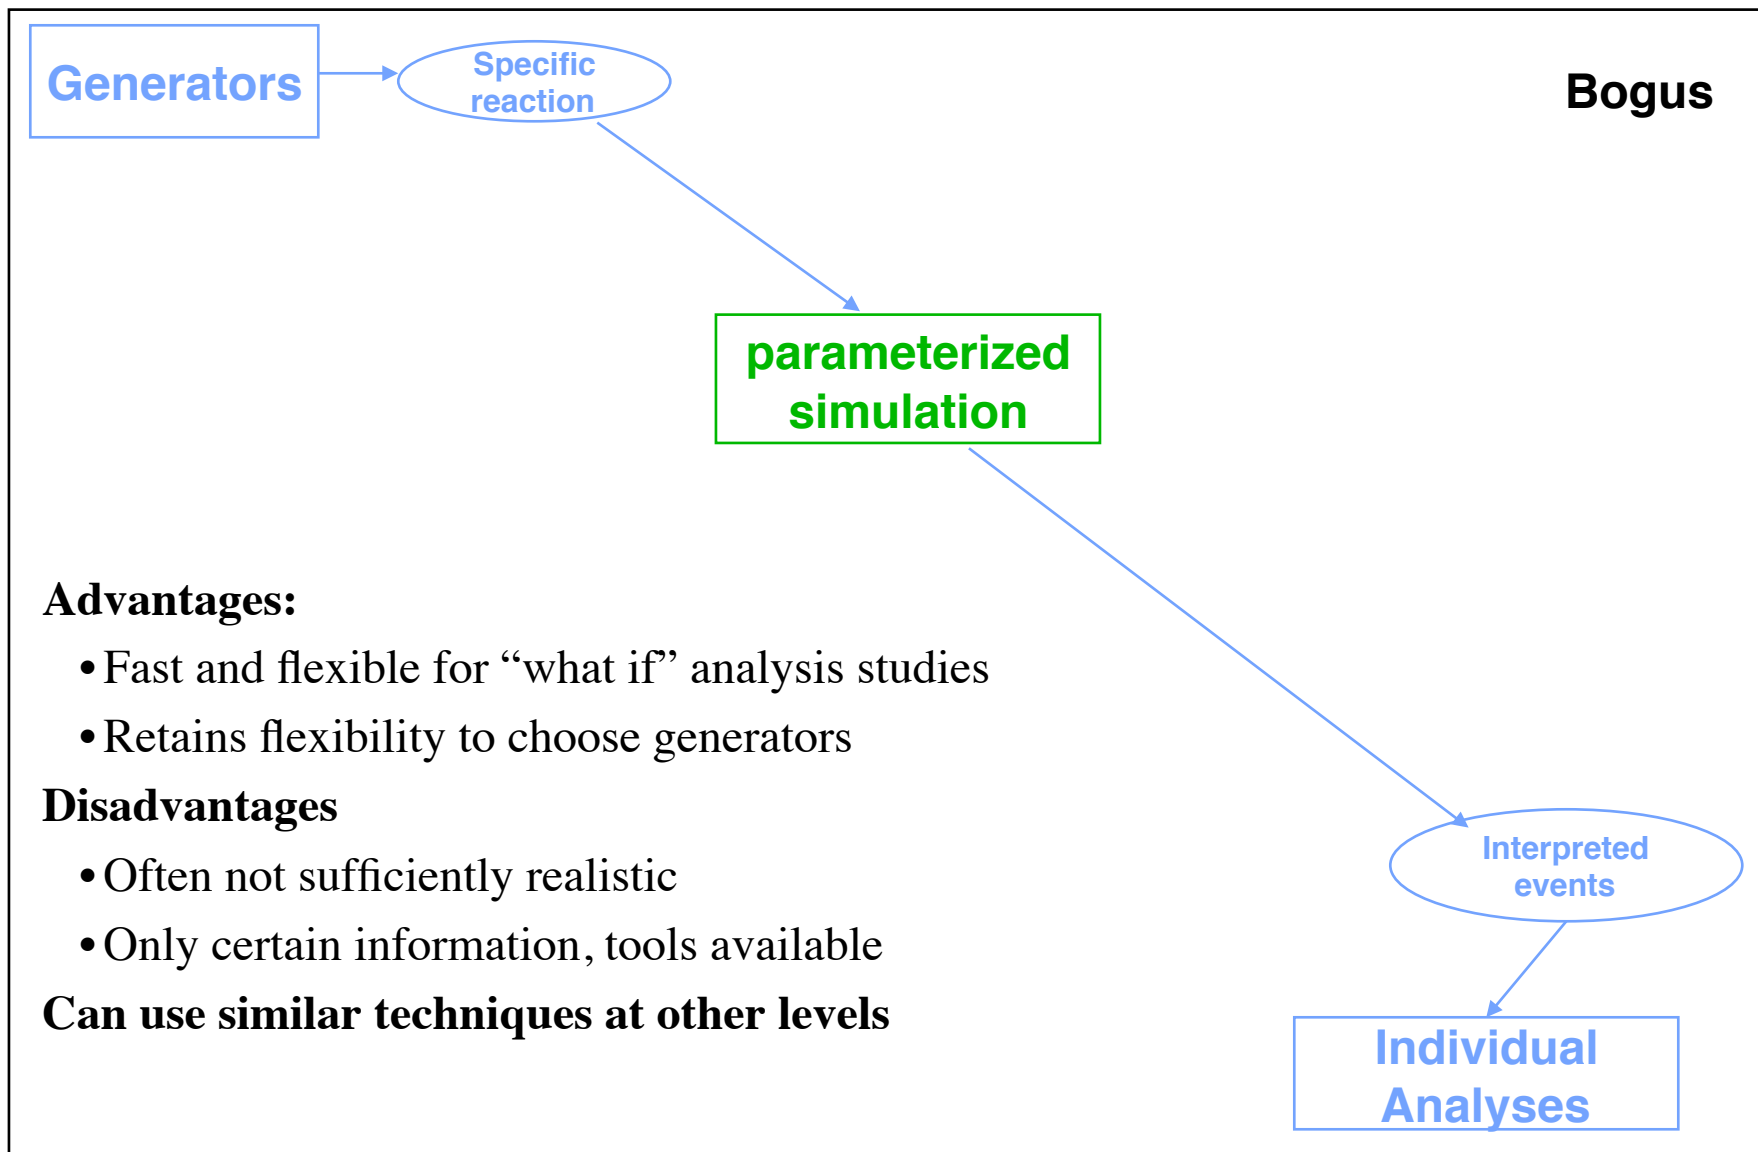 Generators
Specific
reaction
Bogus
parameterized
simulation
Advantages:
•Fast and flexible for “what if” analysis studies
•Retains flexibility to choose generators
Disadvantages
•Often not sufficiently realistic
•Only certain information, tools available
Can use similar techniques at other levels
Interpreted
events
Individual
Analyses